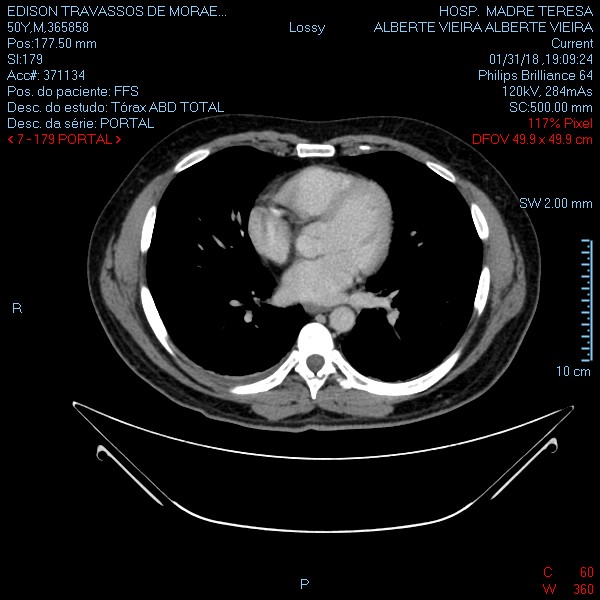 EDISON TRAVASSOS DE MORAE...
50Y,M,365858
Pos:177.50 mm
SI:179
Acc#: 371134
Pos. do paciente: FFS
Desc. do estudo: Tórax ABD TOTAL
Desc. da série: PORTAL
< 7 - 179 PORTAL >
Lossy
HOSP. MADRE TERESA
ALBERTE VIEIRA ALBERTE VIEIRA
Current
01/31/18 ,19:09:24
Philips Brilliance 64
120kV, 284mAs
SC:500.00 mm
117% Pixel
DFOV 49.9 x 49.9 cm
SW 2.00 mm
R
10 cm
P
C 60
W 360